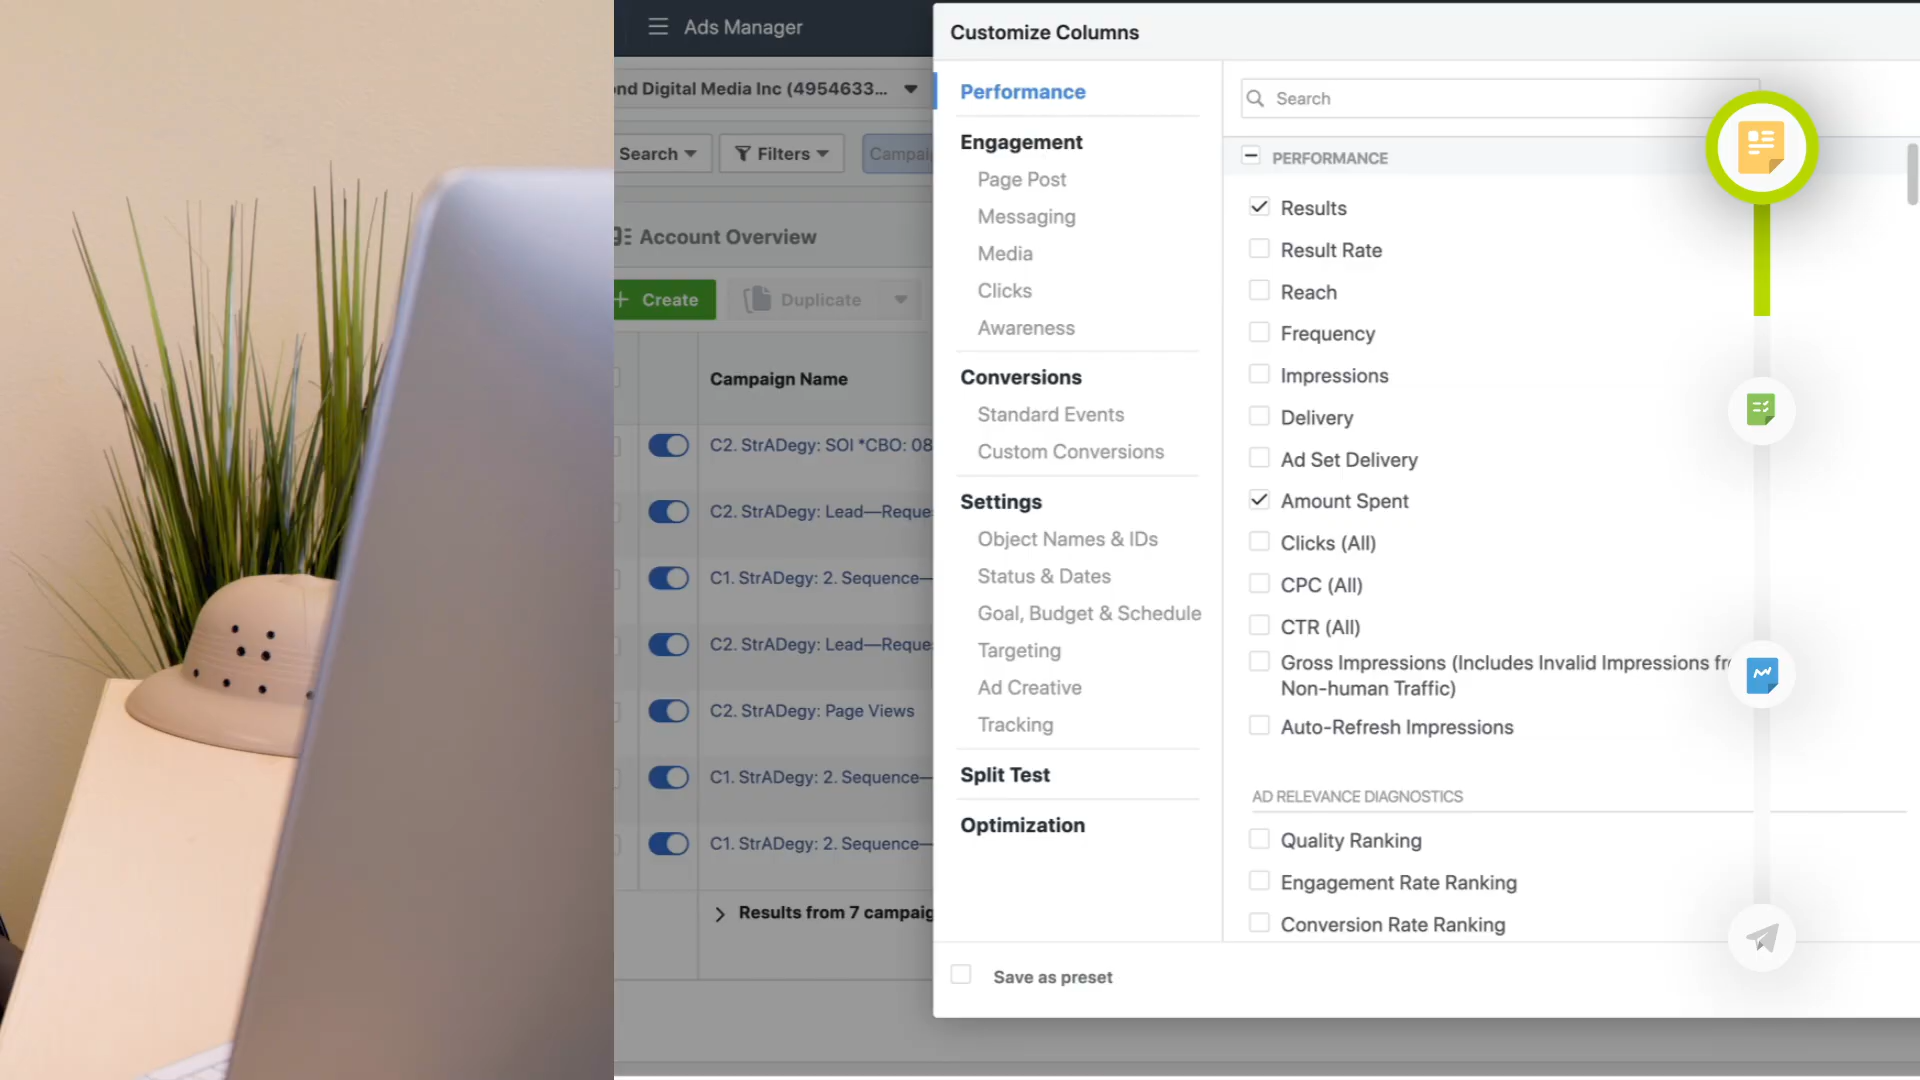 Ads Manager
Customize Columns
nd Digital Media Inc (4954633...
Search
Filters
Campai
Account Overview
Create
Duplicate
Campaign Name
C2. StrADegy: SOI *CBO: 08
C2. StrADegy: Lead—Reque
C1. StrADegy: 2. Sequence—
C2. StrADegy: Lead—Reque
C2. StrADegy: Page Views
C1. StrADegy: 2. Sequence—
C1. StrADegy: 2. Sequence—
Results from 7 campaig
Performance
Engagement
Page Post
Messaging
Media
Clicks
Awareness
Conversions
Standard Events
Custom Conversions
Settings
Object Names & IDs
Status & Dates
Goal, Budget & Schedule
Targeting
Ad Creative
Tracking
Split Test
Optimization
Search
PERFORMANCE
Results
Result Rate
Reach
Frequency
Impressions
Delivery
Ad Set Delivery
Amount Spent
Clicks (All)
CPC (All)
CTR (All)
Gross Impressions (Includes Invalid Impressions fr
Non-human Traffic)
Auto-Refresh Impressions
AD RELEVANCE DIAGNOSTICS
Quality Ranking
Engagement Rate Ranking
Conversion Rate Ranking
Save as preset